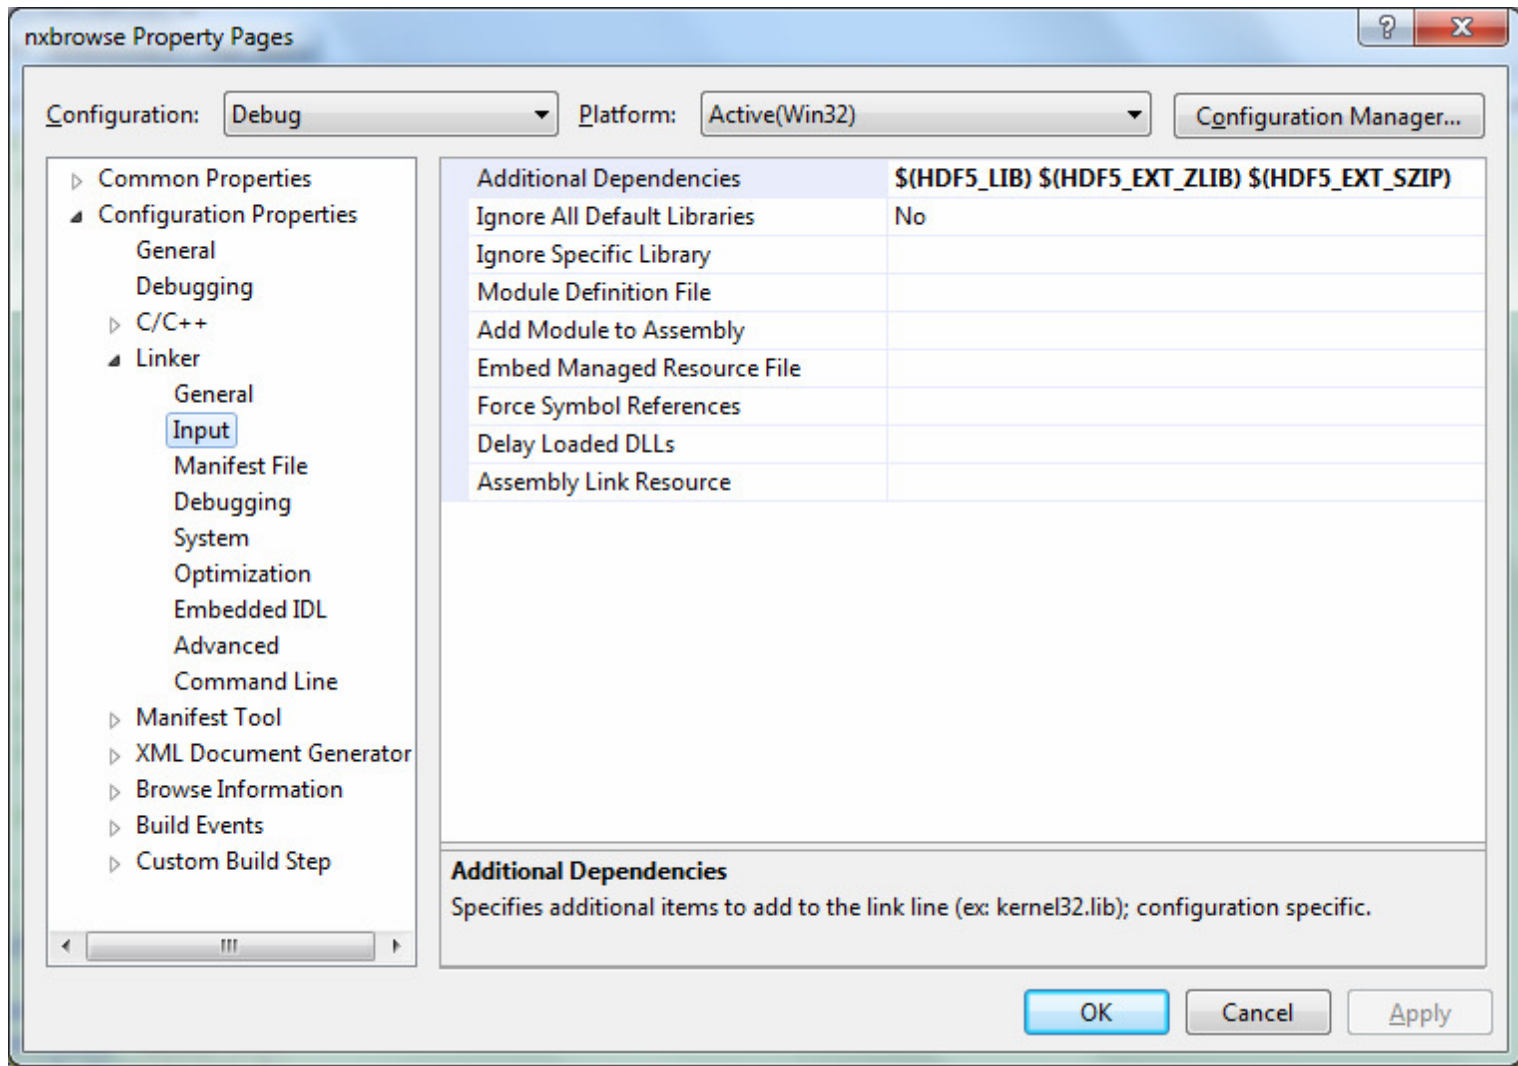 nxbrowse Property Pages
?
Configuration: Debug Platform: Active(Win32) Configuration Manager...
Common Properties
Configuration Properties
General
Debugging
C/C++
Linker
General
Input
Manifest File
Debugging
System
Optimization
Embedded IDL
Advanced
Command Line
Manifest Tool
XML Document Generator
Browse Information
Build Events
Custom Build Step
Additional Dependencies $(HDF5_LIB) $(HDF5_EXT_ZLIB) $(HDF5_EXT_SZIP)
Ignore All Default Libraries No
Ignore Specific Library
Module Definition File
Add Module to Assembly
Embed Managed Resource File
Force Symbol References
Delay Loaded DLLs
Assembly Link Resource
Additional Dependencies
Specifies additional items to add to the link line (ex: kernel32.lib); configuration specific.
OK Cancel Apply